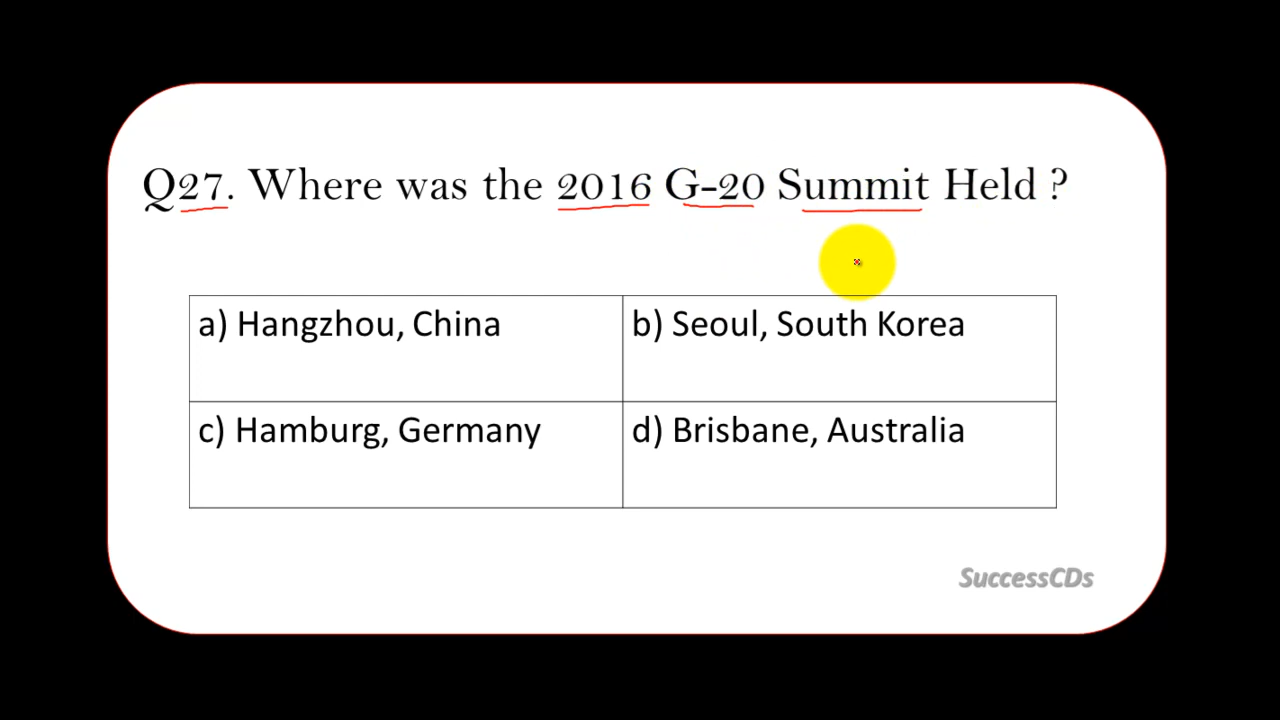 Q27. Where was the 2016 G-20 Summit Held ?
a) Hangzhou, China
b) Seoul, South Korea
c) Hamburg, Germany
d) Brisbane, Australia
SuccessCDs